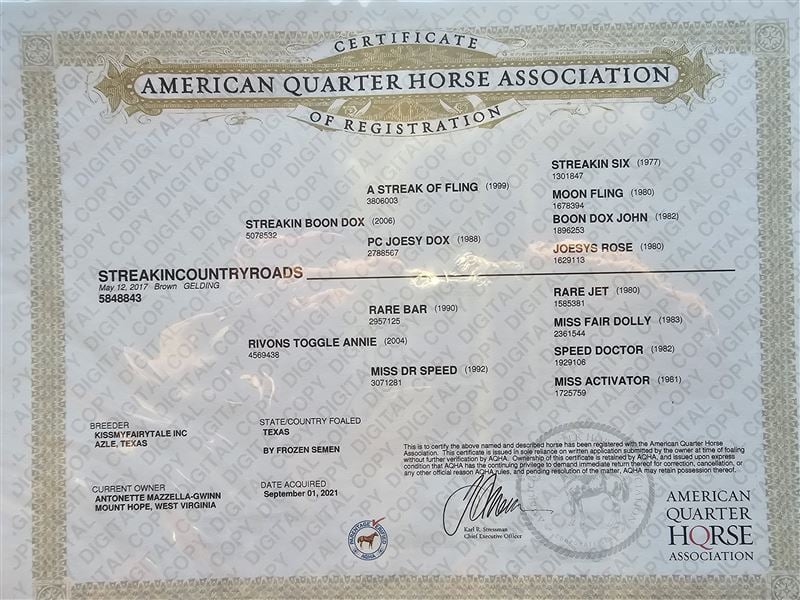 CERTIFICATE
AMERICAN QUARTER HORSE ASSOCIATION
OF REGISTRATION
STREAKIN SIX (1977)
1301847
A STREAK OF FLING (1999)
3806003
MOON FLING (1980)
1678394
STREAKIN BOON DOX (2006)
5078532
BOON DOX JOHN (1982)
1896253
PC JOESY DOX (1988)
2788567
JOESYS ROSE (1980)
1629113
STREAKINCOUNTRYROADS
May 12, 2017 Brown GELDING
5848843
RARE JET (1980)
1585381
RARE BAR (1990)
2957125
MISS FAIR DOLLY (1983)
2361544
RIVONS TOGGLE ANNIE (2004)
4569438
SPEED DOCTOR (1982)
1929106
MISS DR SPEED (1992)
3071281
MISS ACTIVATOR (1981)
1725759
BREEDER
KISSMYFAIRYTALE INC
AZLE, TEXAS
STATE/COUNTRY FOALED
TEXAS
BY FROZEN SEMEN
CURRENT OWNER
ANTONETTE MAZZELLA-GWINN
MOUNT HOPE, WEST VIRGINIA
DATE ACQUIRED
September 01, 2021
This is to certify the above named and described horse has been registered with the American Quarter Horse
Association. This certificate is issued in sole reliance on written application submitted by the owner at time of foaling
without further verification by AQHA. Ownership of this certificate is retained by AQHA, and issued upon express
condition that AQHA has the continuing privilege to demand immediate return thereof for correction, cancellation, or
any other official reason AQHA rules, and pending resolution of the matter, AQHA may retain possession thereof.
Karl R. Stressman
Chief Executive Officer
PARENTAGE VERIFIED
AQHA
AMERICAN
QUARTER
HORSE
ASSOCIATION
DIGITAL COPY